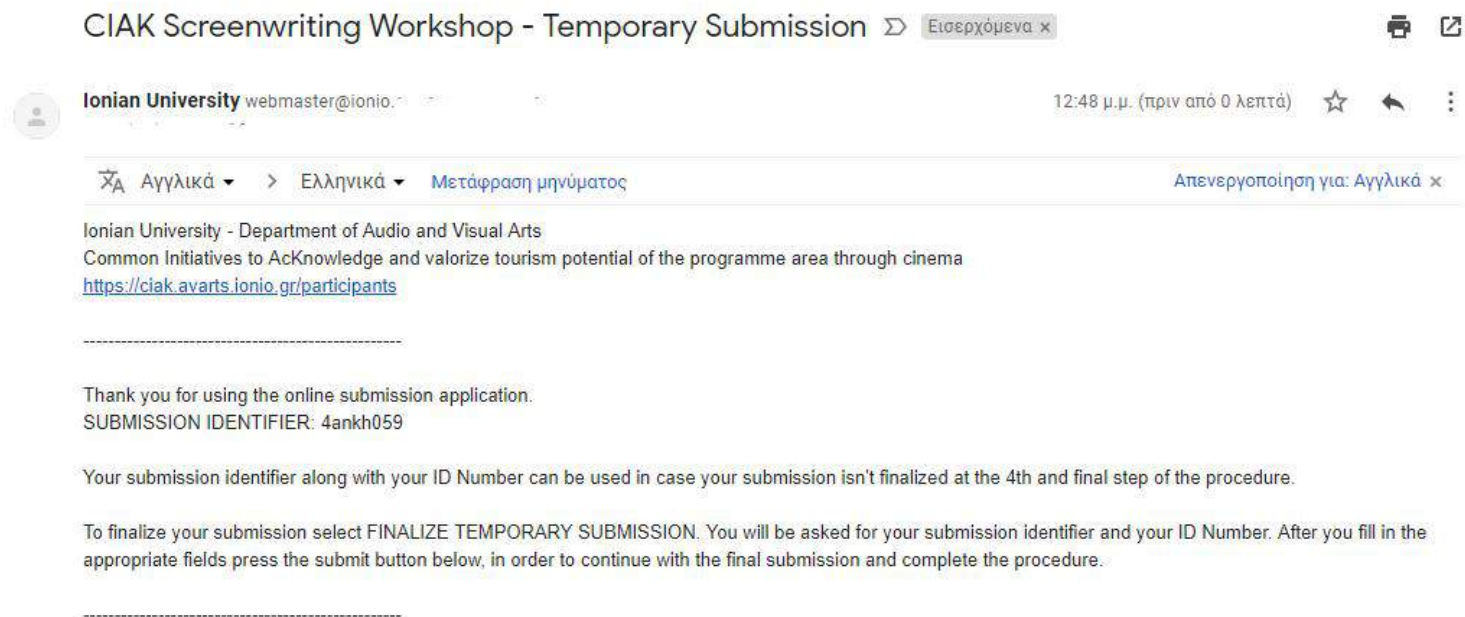 CIAK Screenwriting Workshop - Temporary Submission Εισερχόμενα ×
Ionian University webmaster@ionio. 12:48 μ.μ. (πριν από 0 λεπτά)
Αγγλικά > Ελληνικά Μετάφραση μηνύματος Απενεργοποίηση για: Αγγλικά ×
Ionian University - Department of Audio and Visual Arts
Common Initiatives to AcKnowledge and valorize tourism potential of the programme area through cinema
https://ciak.avarts.ionio.gr/participants
---------------------------------------------------
Thank you for using the online submission application.
SUBMISSION IDENTIFIER: 4ankh059
Your submission identifier along with your ID Number can be used in case your submission isn't finalized at the 4th and final step of the procedure.
To finalize your submission select FINALIZE TEMPORARY SUBMISSION. You will be asked for your submission identifier and your ID Number. After you fill in the
appropriate fields press the submit button below, in order to continue with the final submission and complete the procedure.
---------------------------------------------------